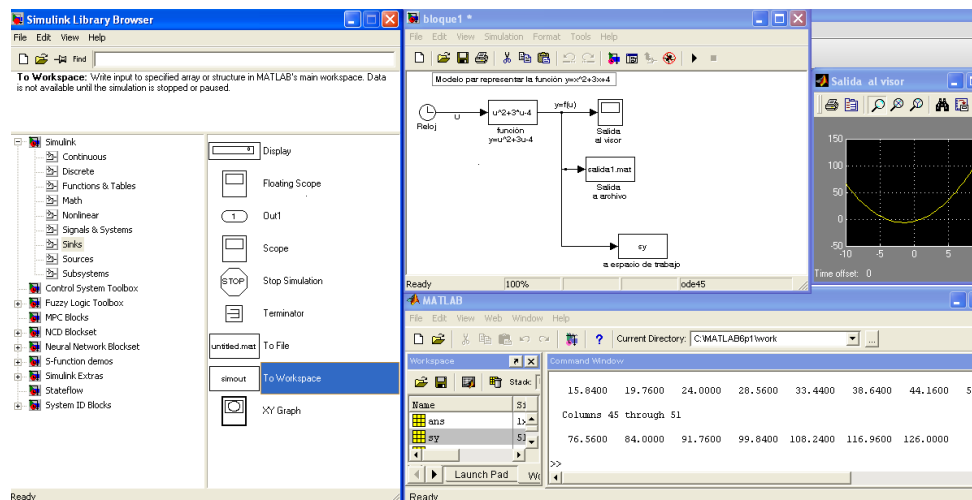 Simulink Library Browser
File Edit View Help
Find
To Workspace: Write input to specified array or structure in MATLAB's main workspace. Data
is not available until the simulation is stopped or
paused.
Simulink
Continuous
Discrete
Functions & Tables
Math
Nonlinear
Signals & Systems
Sinks
Sources
Subsystems
Control System Toolbox
Fuzzy Logic Toolbox
MPC Blocks
NCD Blockset
Neural Network Blockset
S-function demos
Simulink Extras
Stateflow
System ID Blocks
Display
Floating Scope
1 Out1
Scope
STOP Stop Simulation
Terminator
untitled.mat To File
simout To Workspace
XY Graph
Ready
bloque1 *
File Edit View Simulation Format Tools Help
Modelo par representar la función y=x^2+3x+4
Reloj
u
u^2+3*u-4
función
y=u^2+3u-4
y=f(u)
Salida
al visor
salida1.mat
Salida
a archivo
sy
a espacio de trabajo
Ready 100% ode45
Salida al visor
150
100
50
0
-50
-10 -5 0 5
Time offset: 0
MATLAB
File Edit View Web Window Help
? Current Directory: C:\MATLAB6p1\work ...
Workspace
Stack:
Name Si
ans 1x
sy 51
Launch Pad
Command Window
15.8400 19.7600 24.0000 28.5600 33.4400 38.6400 44.1600 5
Columns 45 through 51
76.5600 84.0000 91.7600 99.8400 108.2400 116.9600 126.0000
>>
Ready